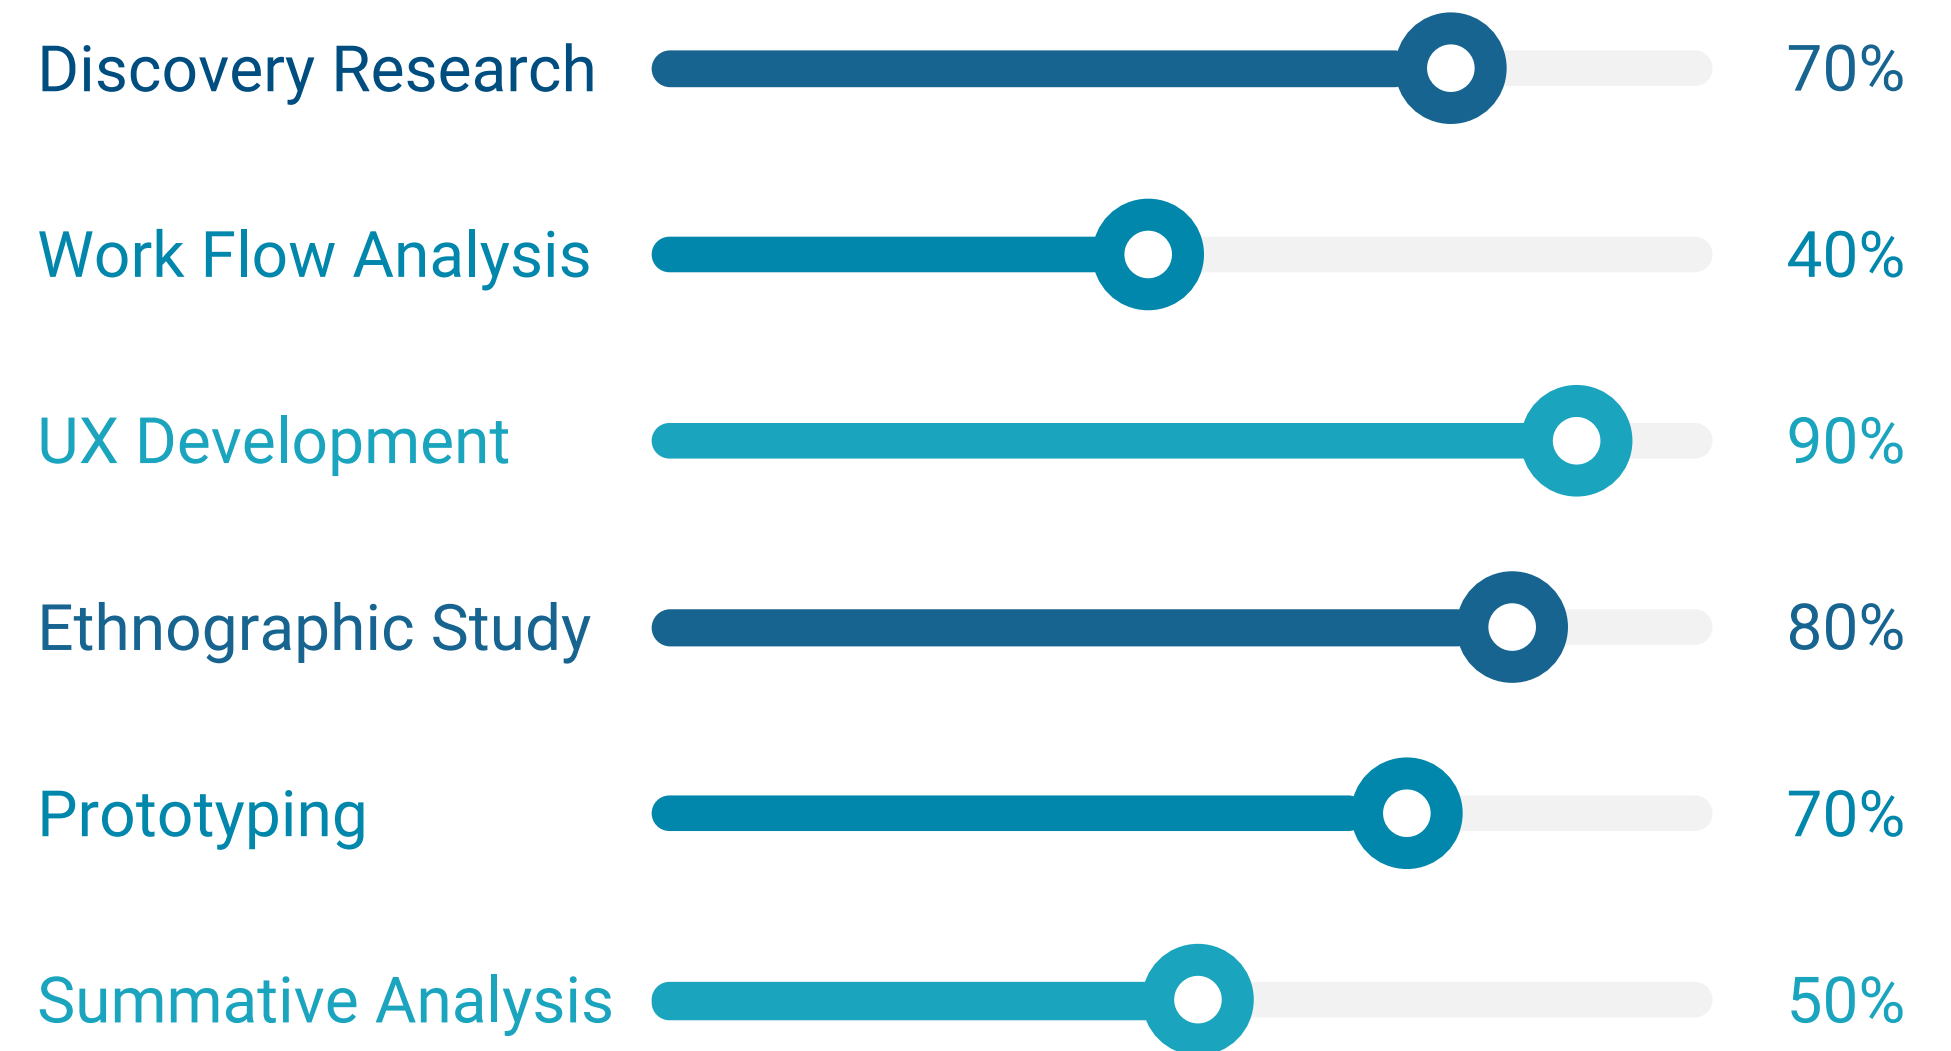 Discovery Research 70%
Work Flow Analysis 40%
UX Development 90%
Ethnographic Study 80%
Prototyping 70%
Summative Analysis 50%